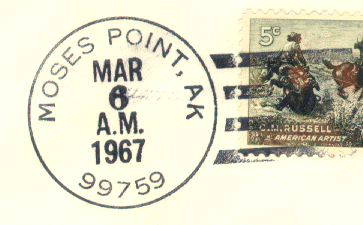 MOSES POINT, AK
MAR
6
A.M.
1967
99759
5c
C.M. RUSSELL
AMERICAN ARTIST